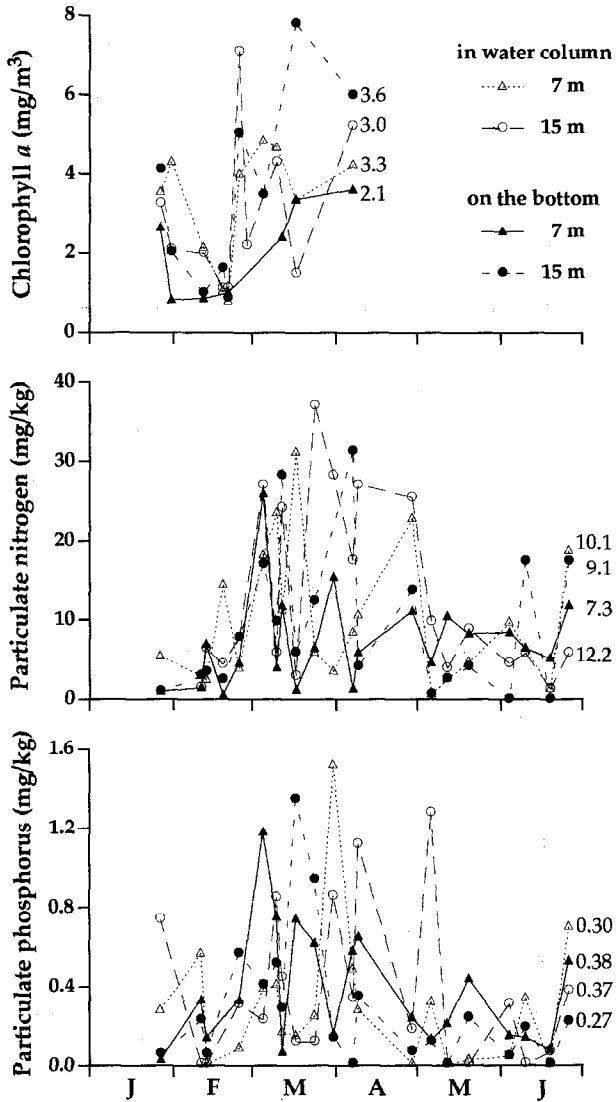 8
6
4
2
0
Chlorophyll a (mg/m³)
in water column
7 m
15 m
on the bottom
7 m
15 m
3.6
3.0
3.3
2.1
40
30
20
10
0
Particulate nitrogen (mg/kg)
10.1
9.1
7.3
12.2
1.6
1.2
0.8
0.4
0.0
Particulate phosphorus (mg/kg)
0.30
0.38
0.37
0.27
J F M A M J